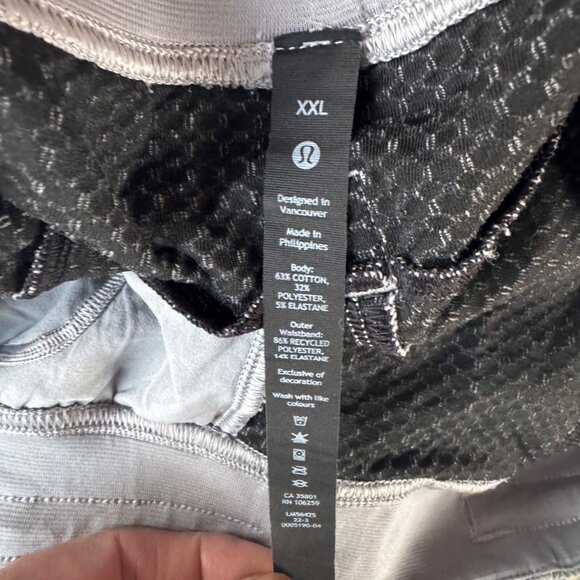 XXL
Designed in
Vancouver
Made in
Philippines
Body:
63% COTTON,
32%
POLYESTER,
5% ELASTANE
Outer
Waistband:
86% RECYCLED
POLYESTER,
14% ELASTANE
Exclusive of
decoration
Wash with like
colours
CA 35801
RN 106259
LM5642S
22-3
0005190-04